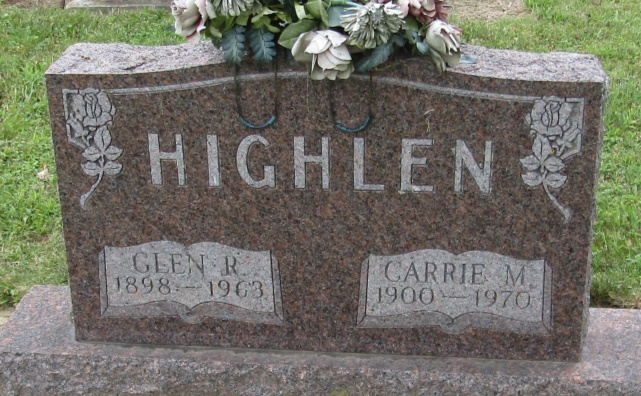 HIGHLEN
GLEN R.
1898 — 1963
CARRIE M.
1900 — 1970